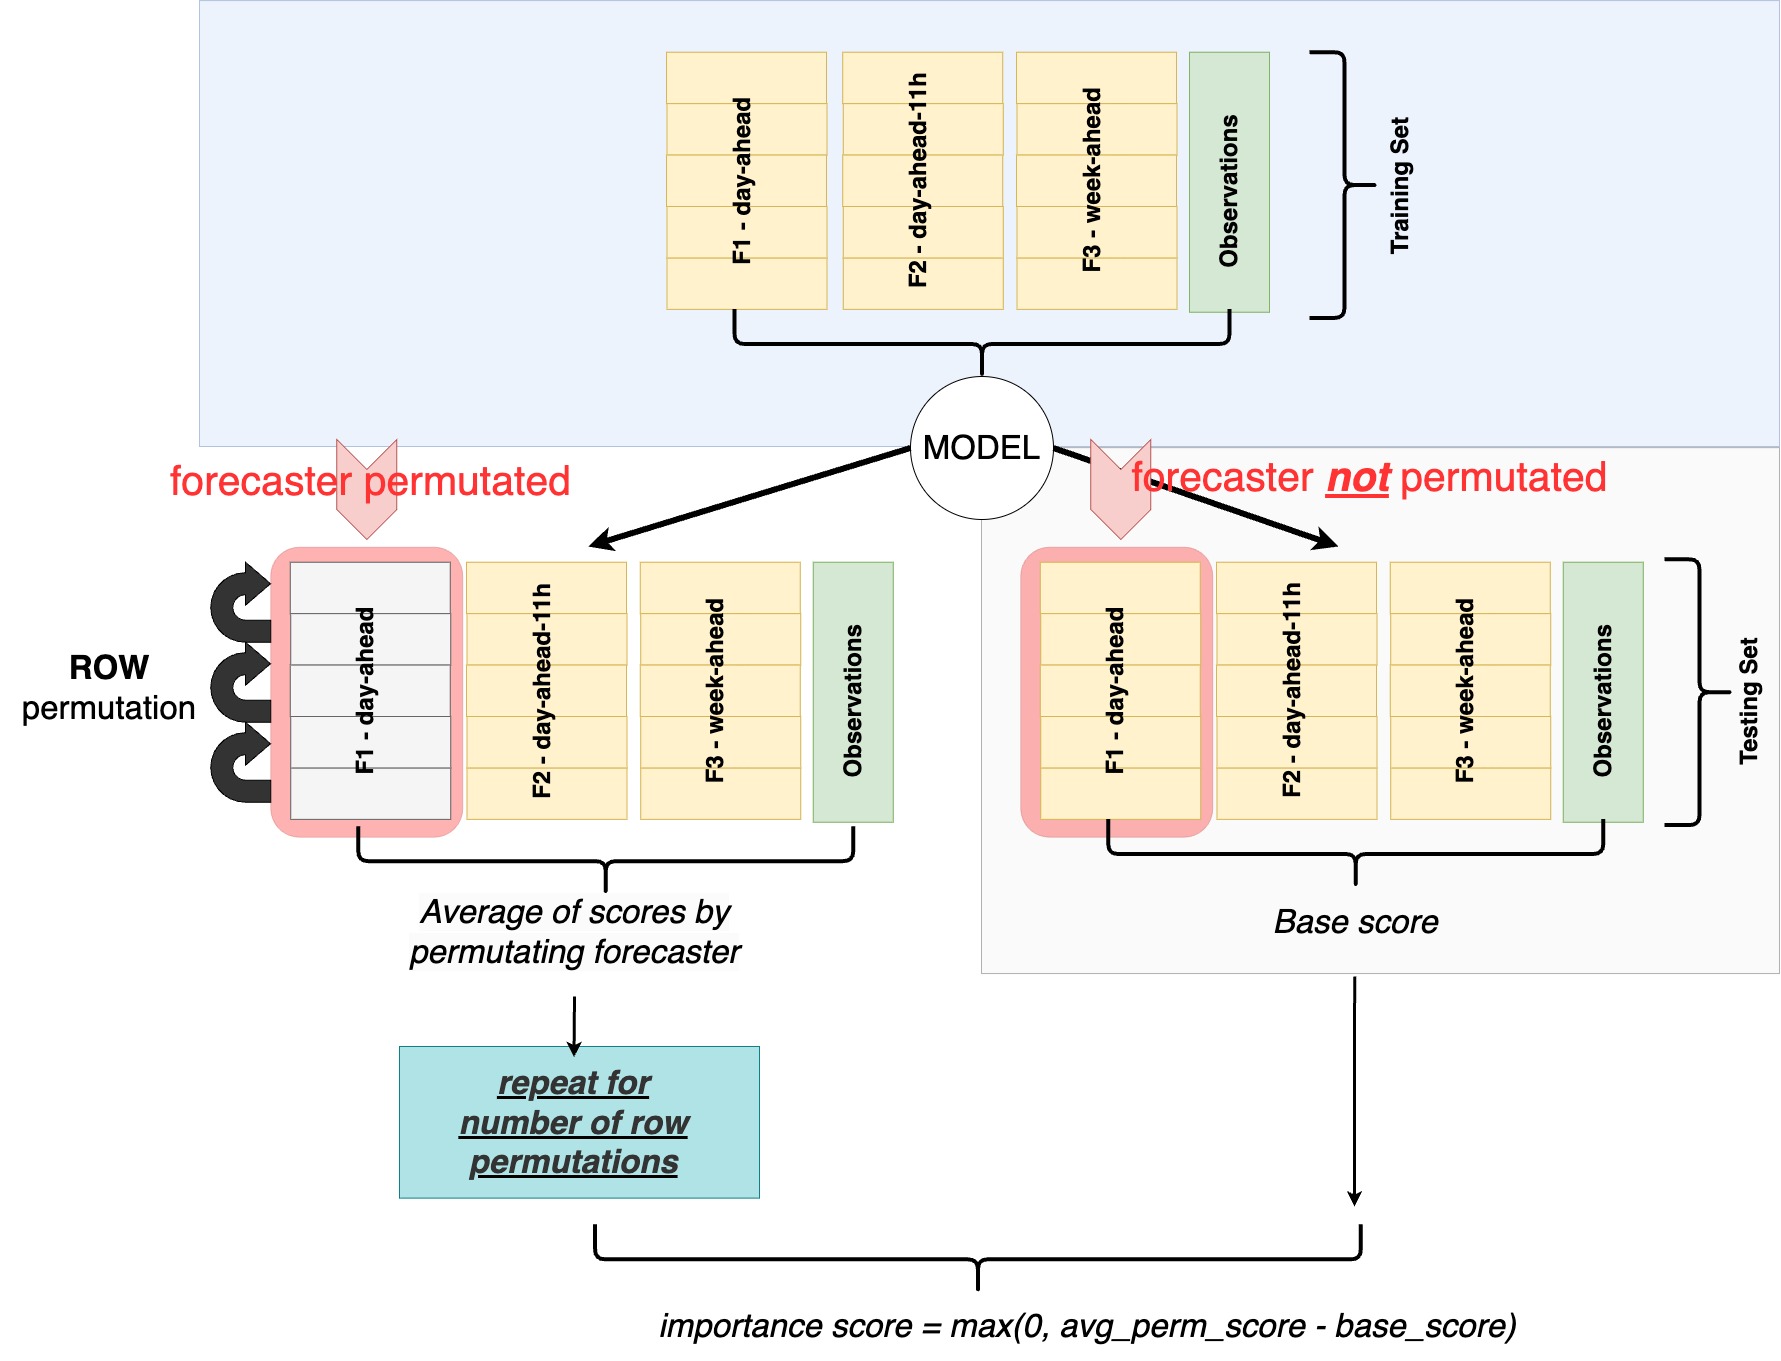 F1 - day-ahead
F2 - day-ahead-11h
F3 - week-ahead
Observations
Training Set
MODEL
forecaster permutated
forecaster not permutated
ROW
permutation
F1 - day-ahead
F2 - day-ahead-11h
F3 - week-ahead
Observations
F1 - day-ahead
F2 - day-ahead-11h
F3 - week-ahead
Observations
Testing Set
Average of scores by
permutating forecaster
Base score
repeat for
number of row
permutations
importance score = max(0, avg_perm_score - base_score)